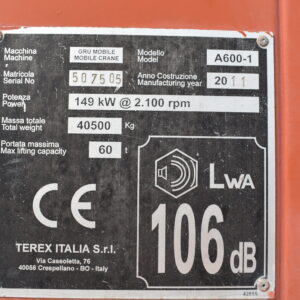 Macchina
Machine
GRU MOBILE
MOBILE CRANE
Modello
Model
A600-1
Matricola
Serial No
507505
Anno Costruzione
Manufacturing year
2011
Potenza
Power
149 kW @ 2.100 rpm
Massa totale
Total weight
40500 Kg
Portata massima
Max lifting capacity
60 t
CE
LWA
106 dB
TEREX ITALIA S.r.l.
Via Cassoletta, 76
40056 Crespellano - BO - Italy